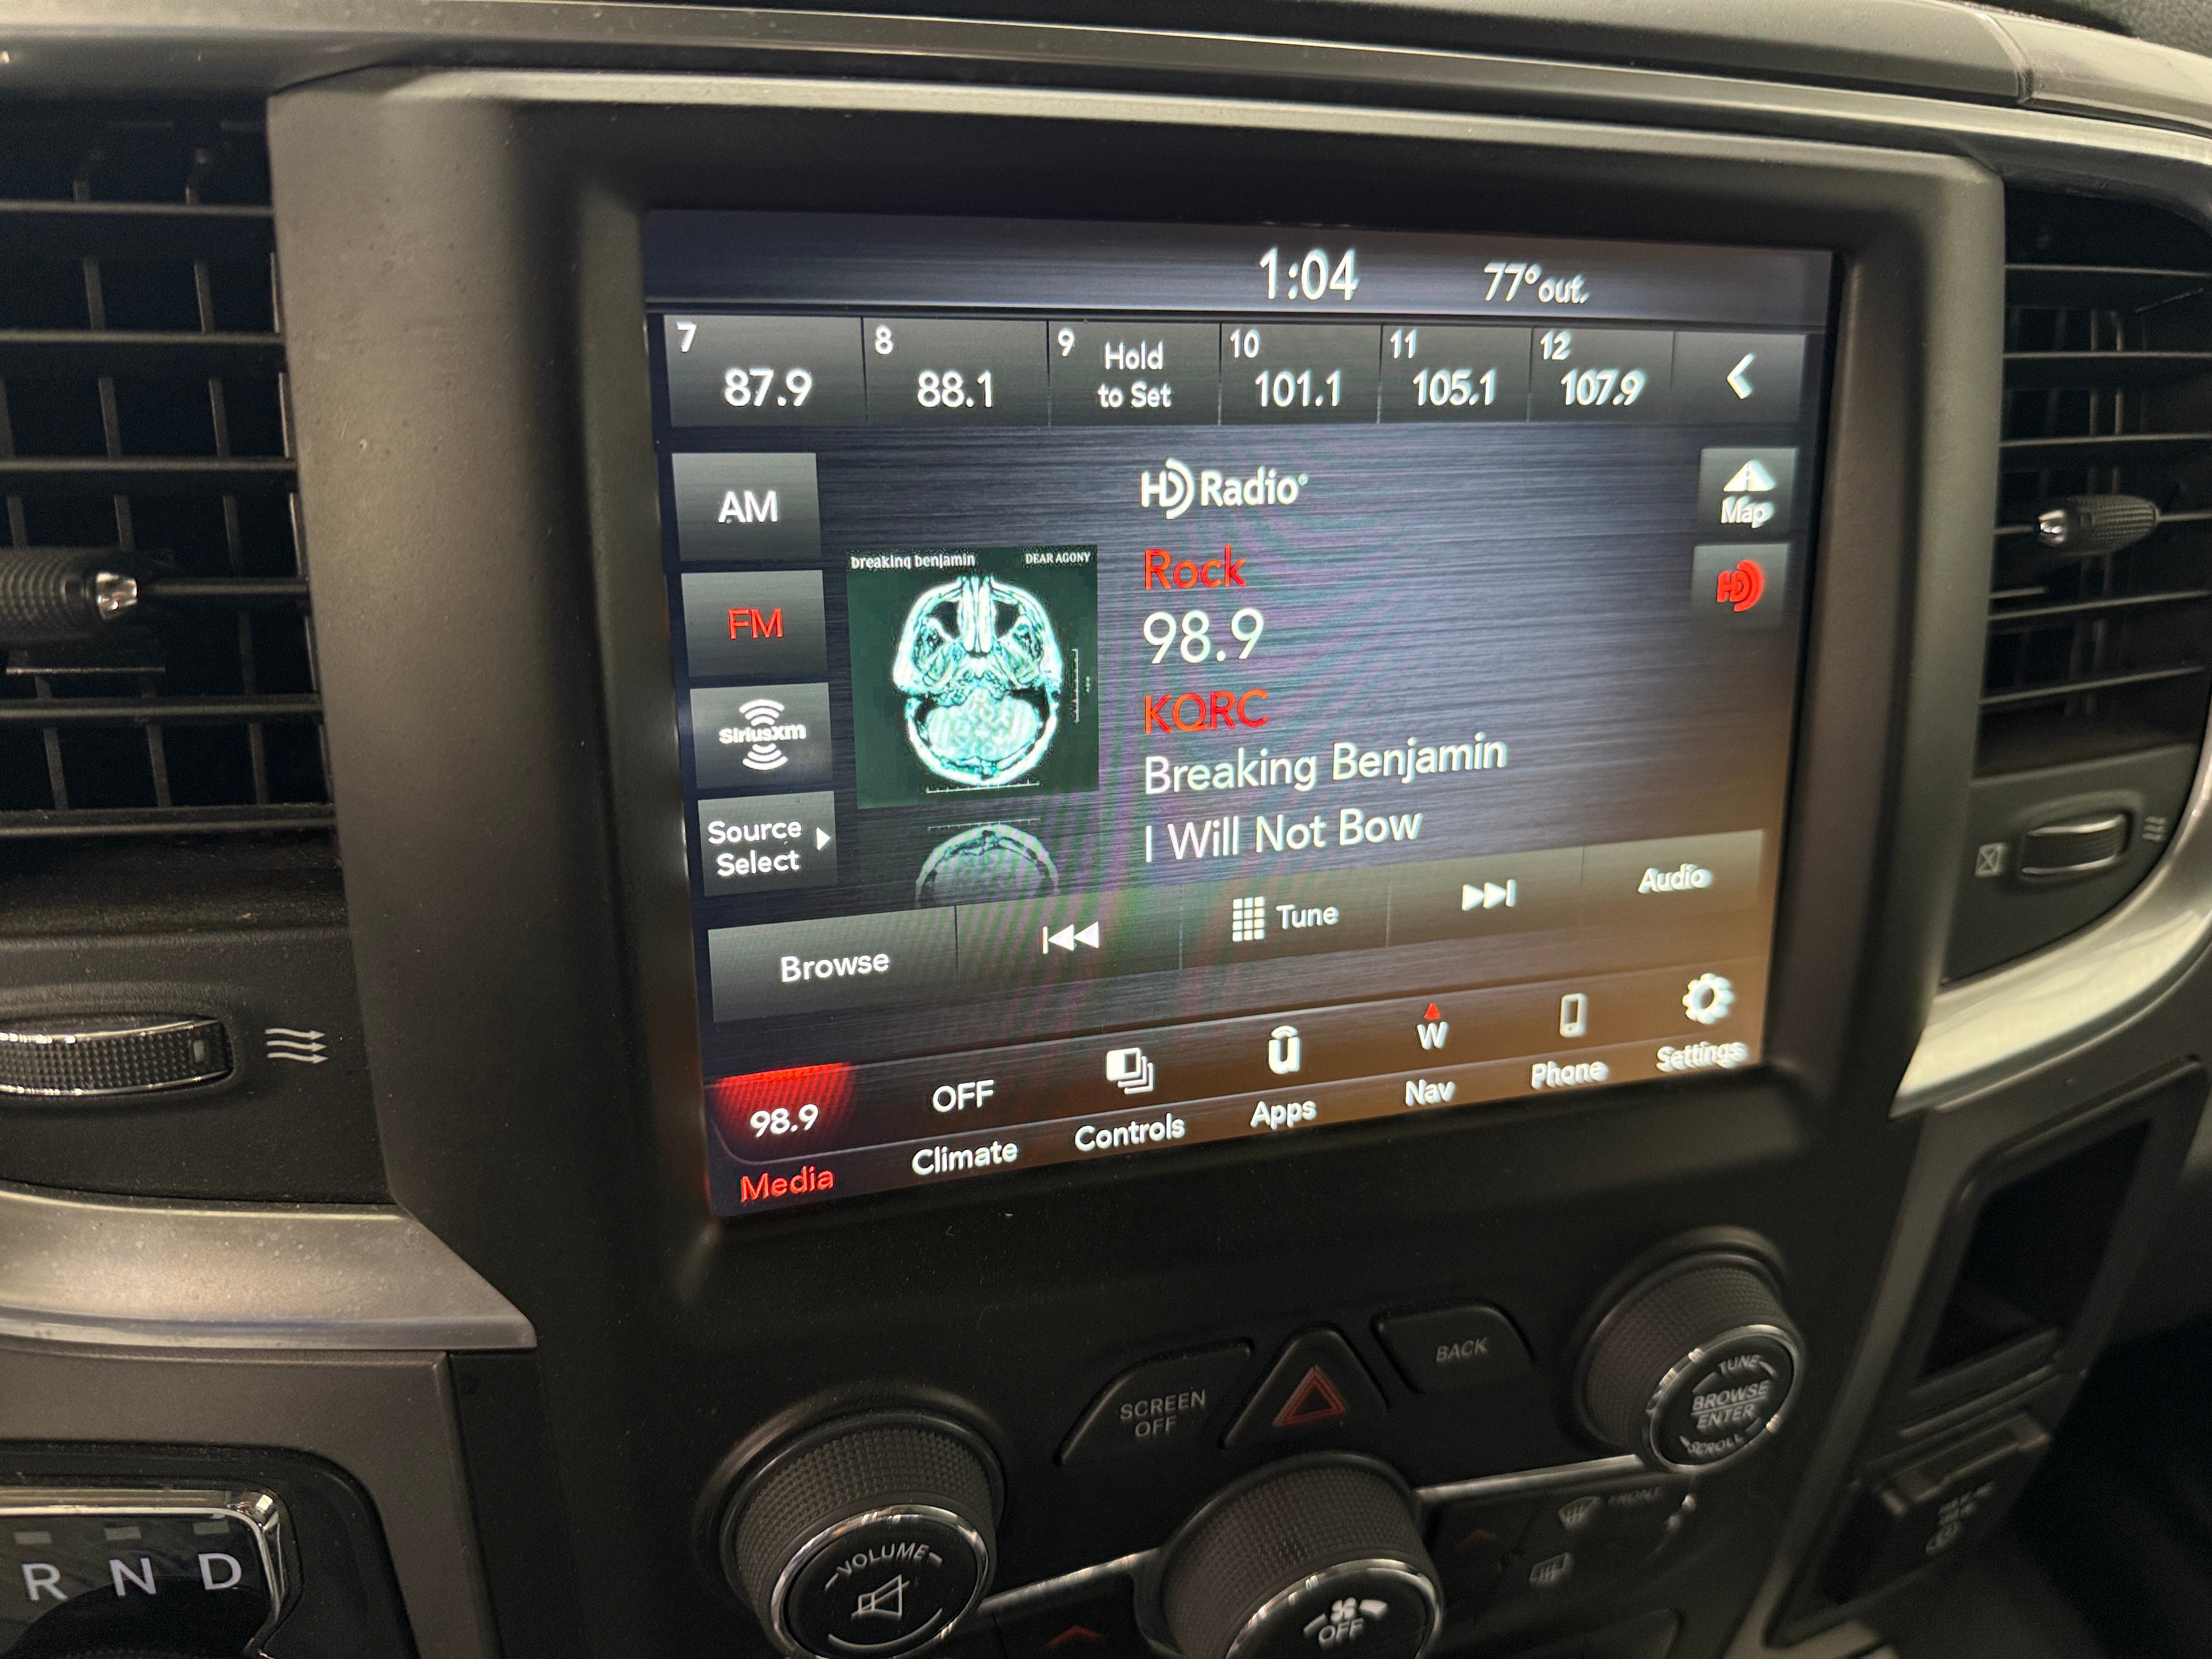 1:04 77°out.
7 87.9
8 88.1
9 Hold to Set
10 101.1
11 105.1
12 107.9
AM
FM
SiriusXM
Source
Select
HD Radio®
Map
HD
breaking benjamin DEAR AGONY
Rock
98.9
KQRC
Breaking Benjamin
I Will Not Bow
Browse
Tune
Audio
98.9 OFF W
Media Climate Controls Apps Nav Phone Settings
SCREEN
OFF
BACK
TUNE
BROWSE
ENTER
SCROLL
VOLUME
OFF
FRONT
R N D